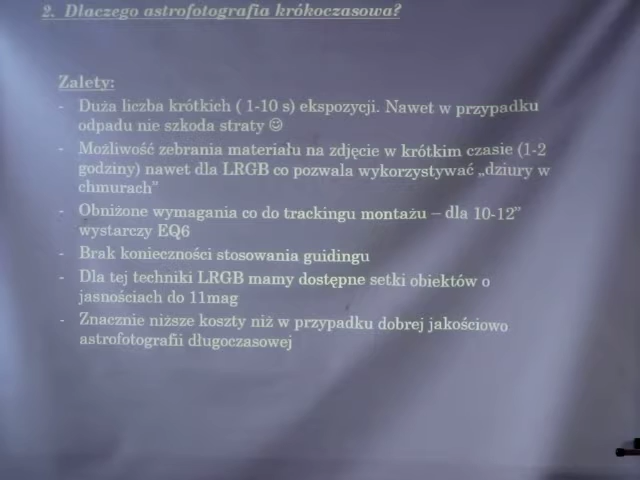 2. Dlaczego astrofotografia krókoczasowa?
Zalety:
- Duża liczba krótkich ( 1-10 s) ekspozycji. Nawet w przypadku
odpadu nie szkoda straty ☺
- Możliwość zebrania materiału na zdjęcie w krótkim czasie (1-2
godziny) nawet dla LRGB co pozwala wykorzystywać „dziury w
chmurach”
- Obniżone wymagania co do trackingu montażu – dla 10-12”
wystarczy EQ6
- Brak konieczności stosowania guidingu
- Dla tej techniki LRGB mamy dostępne setki obiektów o
jasnościach do 11mag
- Znacznie niższe koszty niż w przypadku dobrej jakościowo
astrofotografii długoczasowej